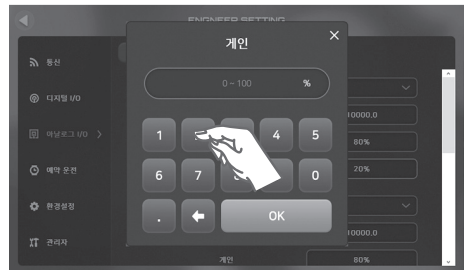 ENGNEER SETTING
게인
×
0 ~ 100 %
통신
디지털 I/O
아날로그 I/O >
예약 운전
환경설정
관리자
10000.0
80%
20%
10000.0
게인 80%
1 4 5
6 7 0
. OK